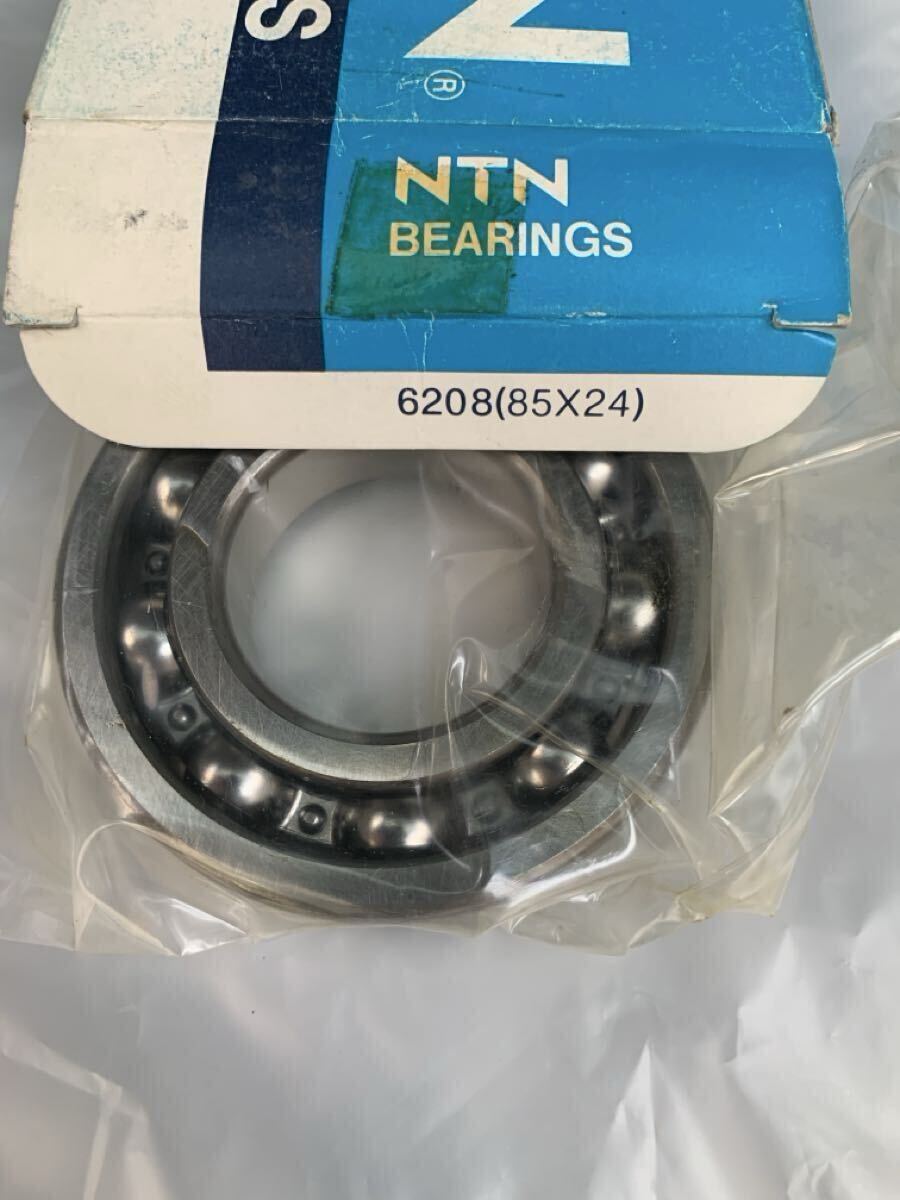 S
N
®
NTN
BEARINGS
6208(85X24)